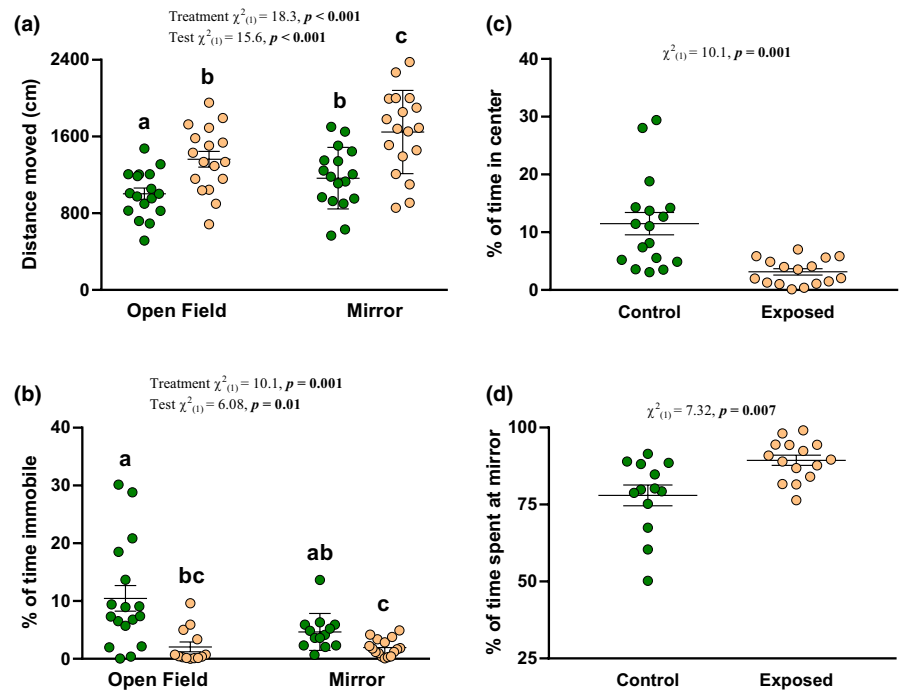 (a)
Treatment χ²(1) = 18.3, p < 0.001
Test χ²(1) = 15.6, p < 0.001
Distance moved (cm)
2400
1600
800
0
a
b
b
c
Open Field
Mirror
(c)
χ²(1) = 10.1, p = 0.001
% of time in center
40
30
20
10
0
Control
Exposed
(b)
Treatment χ²(1) = 10.1, p = 0.001
Test χ²(1) = 6.08, p = 0.01
% of time immobile
40
30
20
10
0
a
bc
ab
c
Open Field
Mirror
(d)
χ²(1) = 7.32, p = 0.007
% of time spent at mirror
100
75
50
25
Control
Exposed